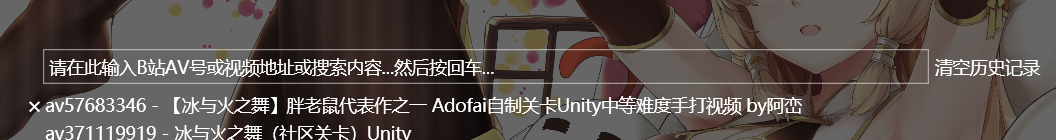 请在此输入B站AV号或视频地址或搜索内容...然后按回车...
清空历史记录
× av57683346 - 【冰与火之舞】胖老鼠代表作之一 Adofai自制关卡Unity中等难度手打视频 by阿峦
av371119919 - 冰与火之舞（社区关卡）Unity